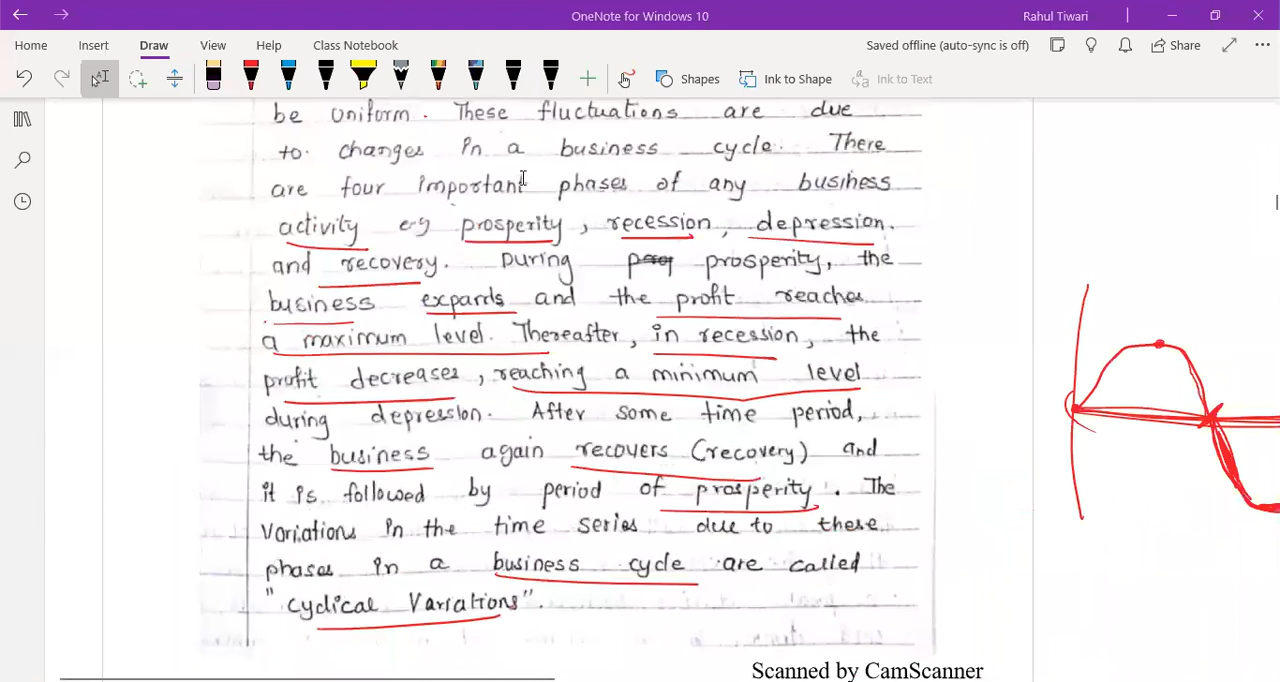 OneNote for Windows 10
Rahul Tiwari
Home Insert Draw View Help Class Notebook
Saved offline (auto-sync is off)
Share
Shapes
Ink to Shape
Ink to Text
be uniform. These fluctuations are due
to changes in a business cycle. There
are four important phases of any business
activity eg prosperity, recession, depression.
and recovery. During prosperity, the
business expands and the profit reaches
a maximum level. Thereafter, in recession, the
profit decreases, reaching a minimum level
during depression. After some time period,
the business again recovers (recovery) and
it is followed by period of prosperity. The
variations in the time series due to these
phases in a business cycle are called
"Cyclical Variations".
Scanned by CamScanner